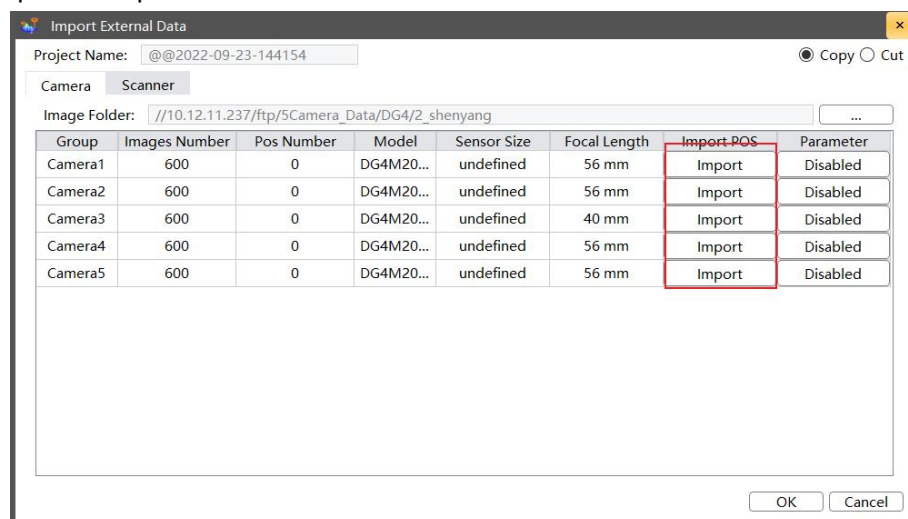 Import External Data ×
Project Name: @@2022-09-23-144154 Copy Cut
Camera Scanner
Image Folder: //10.12.11.237/ftp/5Camera_Data/DG4/2_shenyang ...
Group Images Number Pos Number Model Sensor Size Focal Length Import POS Parameter
Camera1 600 0 DG4M20... undefined 56 mm Import Disabled
Camera2 600 0 DG4M20... undefined 56 mm Import Disabled
Camera3 600 0 DG4M20... undefined 40 mm Import Disabled
Camera4 600 0 DG4M20... undefined 56 mm Import Disabled
Camera5 600 0 DG4M20... undefined 56 mm Import Disabled
OK Cancel